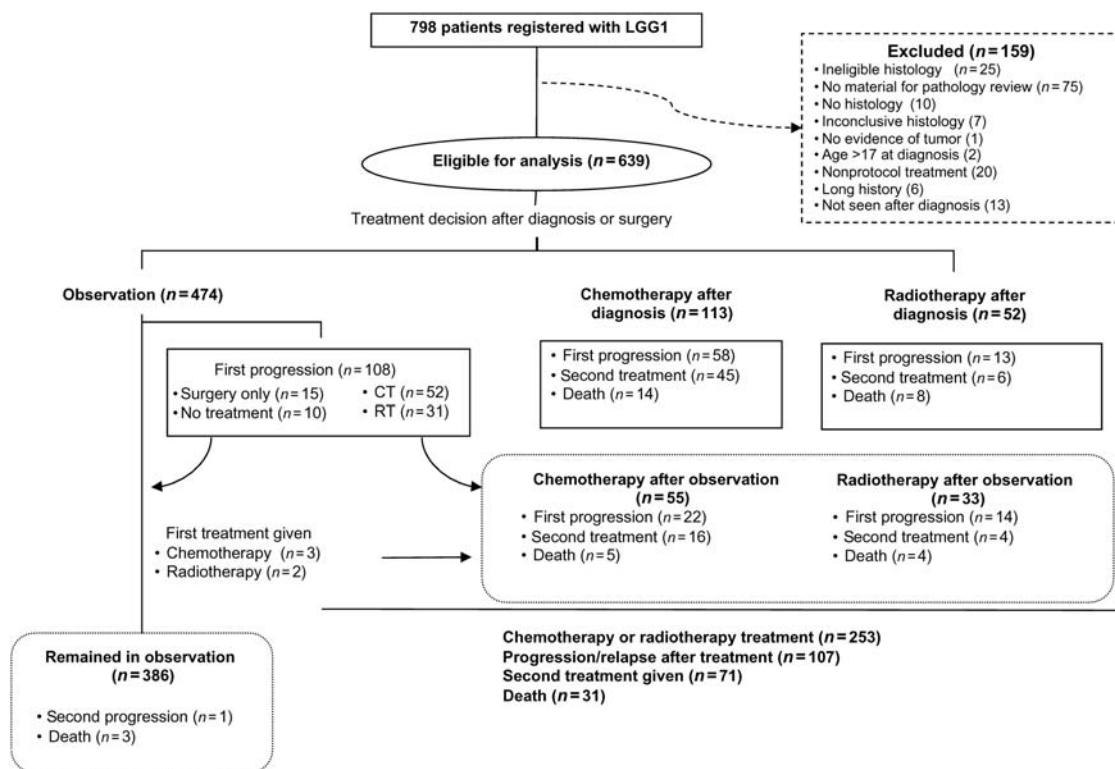 798 patients registered with LGG1
Excluded (n=159)
• Ineligible histology (n=25)
• No material for pathology review (n=75)
• No histology (10)
• Inconclusive histology (7)
• No evidence of tumor (1)
• Age >17 at diagnosis (2)
• Nonprotocol treatment (20)
• Long history (6)
• Not seen after diagnosis (13)
Eligible for analysis (n=639)
Treatment decision after diagnosis or surgery
Observation (n=474)
First progression (n=108)
• Surgery only (n=15)
• No treatment (n=10)
• CT (n=52)
• RT (n=31)
Chemotherapy after
diagnosis (n=113)
• First progression (n=58)
• Second treatment (n=45)
• Death (n=14)
Radiotherapy after
diagnosis (n=52)
• First progression (n=13)
• Second treatment (n=6)
• Death (n=8)
First treatment given
• Chemotherapy (n=3)
• Radiotherapy (n=2)
Chemotherapy after observation
(n=55)
• First progression (n=22)
• Second treatment (n=16)
• Death (n=5)
Radiotherapy after observation
(n=33)
• First progression (n=14)
• Second treatment (n=4)
• Death (n=4)
Remained in observation
(n=386)
• Second progression (n=1)
• Death (n=3)
Chemotherapy or radiotherapy treatment (n=253)
Progression/relapse after treatment (n=107)
Second treatment given (n=71)
Death (n=31)